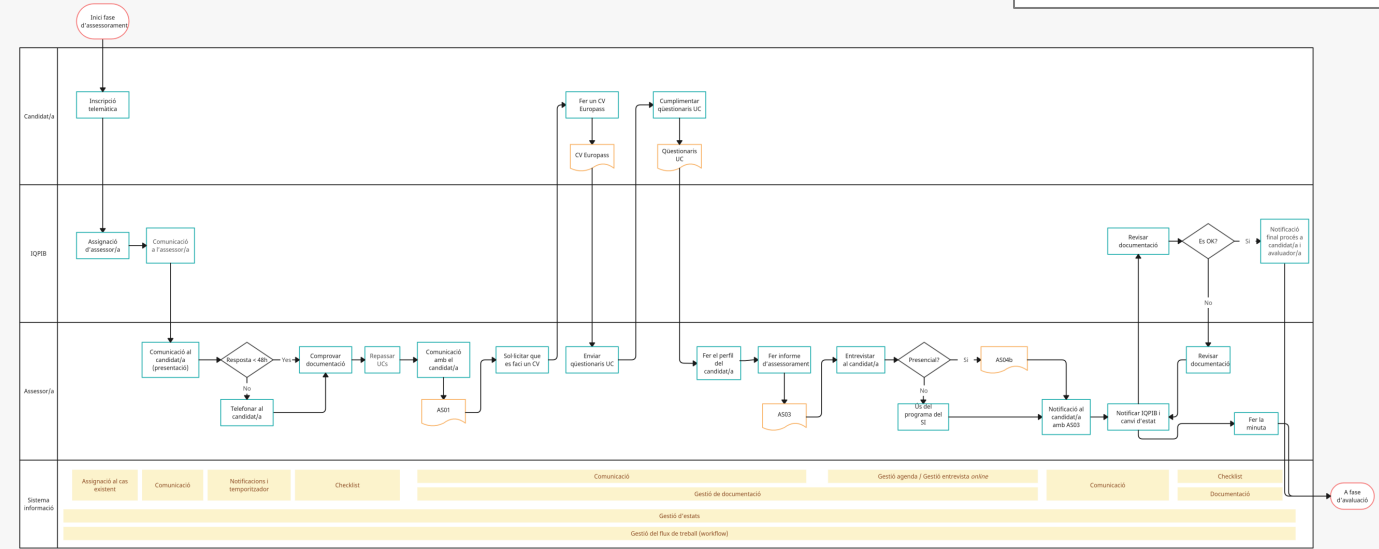 Inici fase
d'assessorament
Candidat/a
Inscripció
telemàtica
Fer un CV
Europass
Cumplimentar
qüestionaris UC
CV Europass
Qüestionaris
UC
IQPIB
Assignació
d'assessor/a
Comunicació
a l'assessor/a
Revisar
documentació
Es OK?
Si
Notificació
final procés a
candidat/a i
avaluador/a
No
Assessor/a
Comunicació al
candidat/a
(presentació)
Resposta < 48h
Yes
No
Telefonar al
candidat/a
Comprovar
documentació
Repassar
UCs
Comunicació
amb el
candidat/a
AS01
Sol·licitar que
es faci un CV
Enviar
qüestionaris UC
Fer el perfil
del
candidat/a
Fer informe
d'assessorament
AS03
Entrevistar
al candidat/a
Presencial?
Si
No
AS04b
Us del
programa del
SI
Notificació al
candidat/a
amb AS03
Notificar IQPIB i
canvi d'estat
Revisar
documentació
Fer la
minuta
Sistema
informació
Assignació al cas
existent
Comunicació
Notificacions i
temporitzador
Checklist
Comunicació
Gestió de documentació
Gestió agenda / Gestió entrevista online
Comunicació
Checklist
Documentació
Gestió d'estats
Gestió del flux de treball (workflow)
A fase
d'avaluació